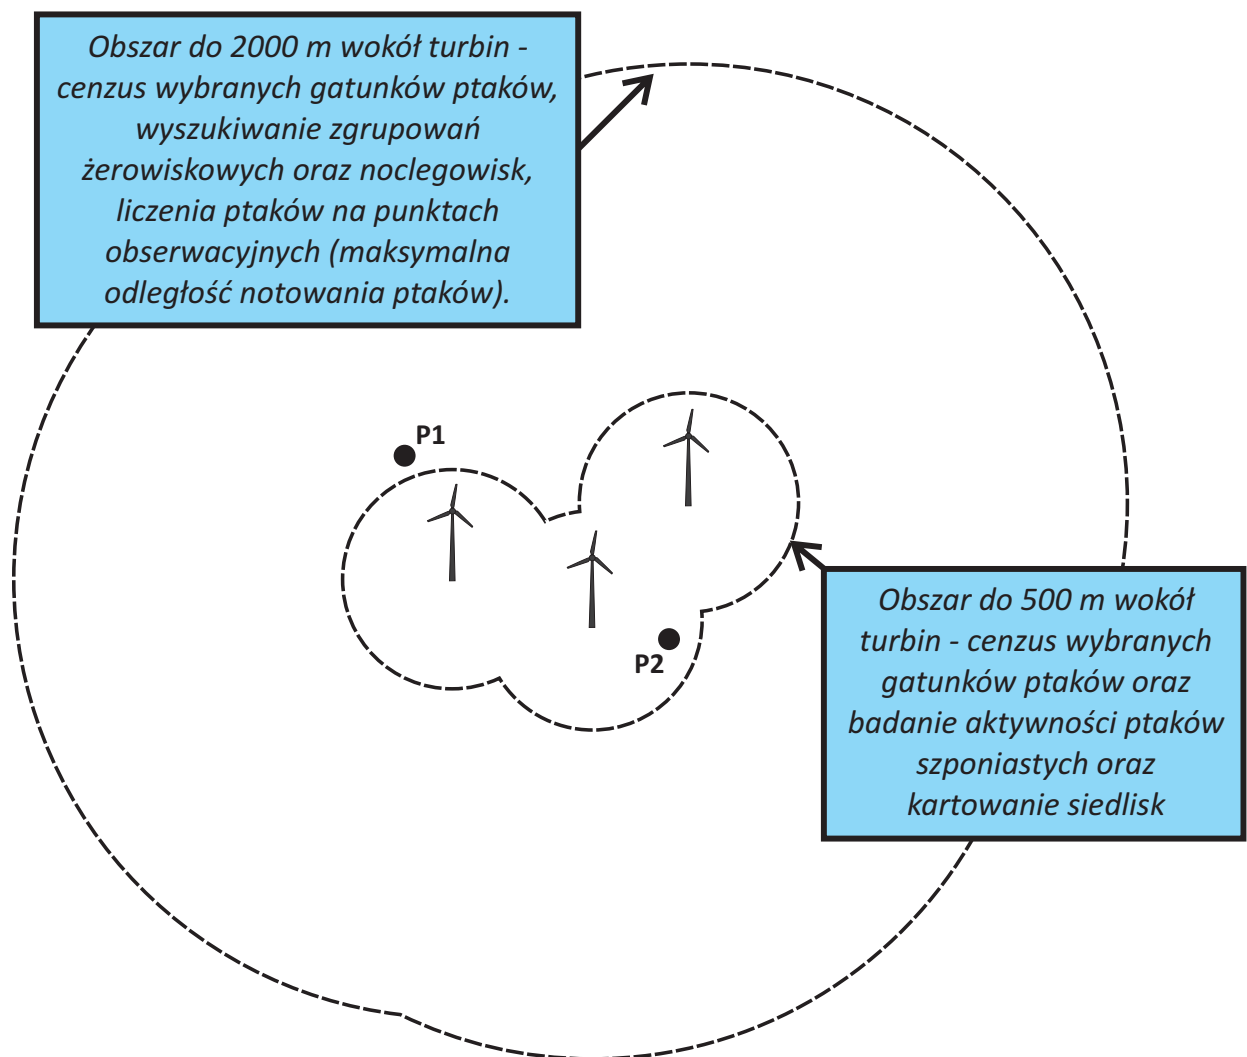 Obszar do 2000 m wokół turbin -
cenzus wybranych gatunków ptaków,
wyszukiwanie zgrupowań
żerowiskowych oraz noclegowisk,
liczenia ptaków na punktach
obserwacyjnych (maksymalna
odległość notowania ptaków).
P1
P2
Obszar do 500 m wokół
turbin - cenzus wybranych
gatunków ptaków oraz
badanie aktywności ptaków
szponiastych oraz
kartowanie siedlisk